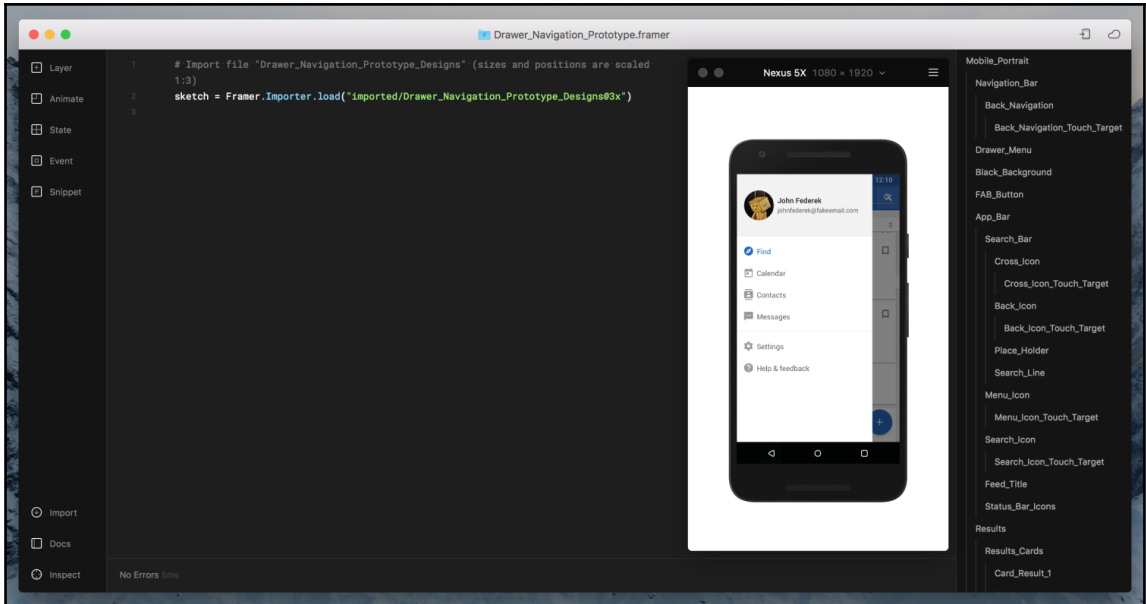 Drawer_Navigation_Prototype.framer
Layer
Animate
State
Event
Snippet
Import
Docs
Inspect
1 # Import file "Drawer_Navigation_Prototype_Designs" (sizes and positions are scaled
1:3)
2 sketch = Framer.Importer.load("imported/Drawer_Navigation_Prototype_Designs@3x")
3
No Errors 5ms
Nexus 5X 1080 × 1920
12:10
John Federek
johnfederek@fakeemail.com
2
Find
Calendar
Contacts
Messages
Settings
Help & feedback
Mobile_Portrait
Navigation_Bar
Back_Navigation
Back_Navigation_Touch_Target
Drawer_Menu
Black_Background
FAB_Button
App_Bar
Search_Bar
Cross_Icon
Cross_Icon_Touch_Target
Back_Icon
Back_Icon_Touch_Target
Place_Holder
Search_Line
Menu_Icon
Menu_Icon_Touch_Target
Search_Icon
Search_Icon_Touch_Target
Feed_Title
Status_Bar_Icons
Results
Results_Cards
Card_Result_1